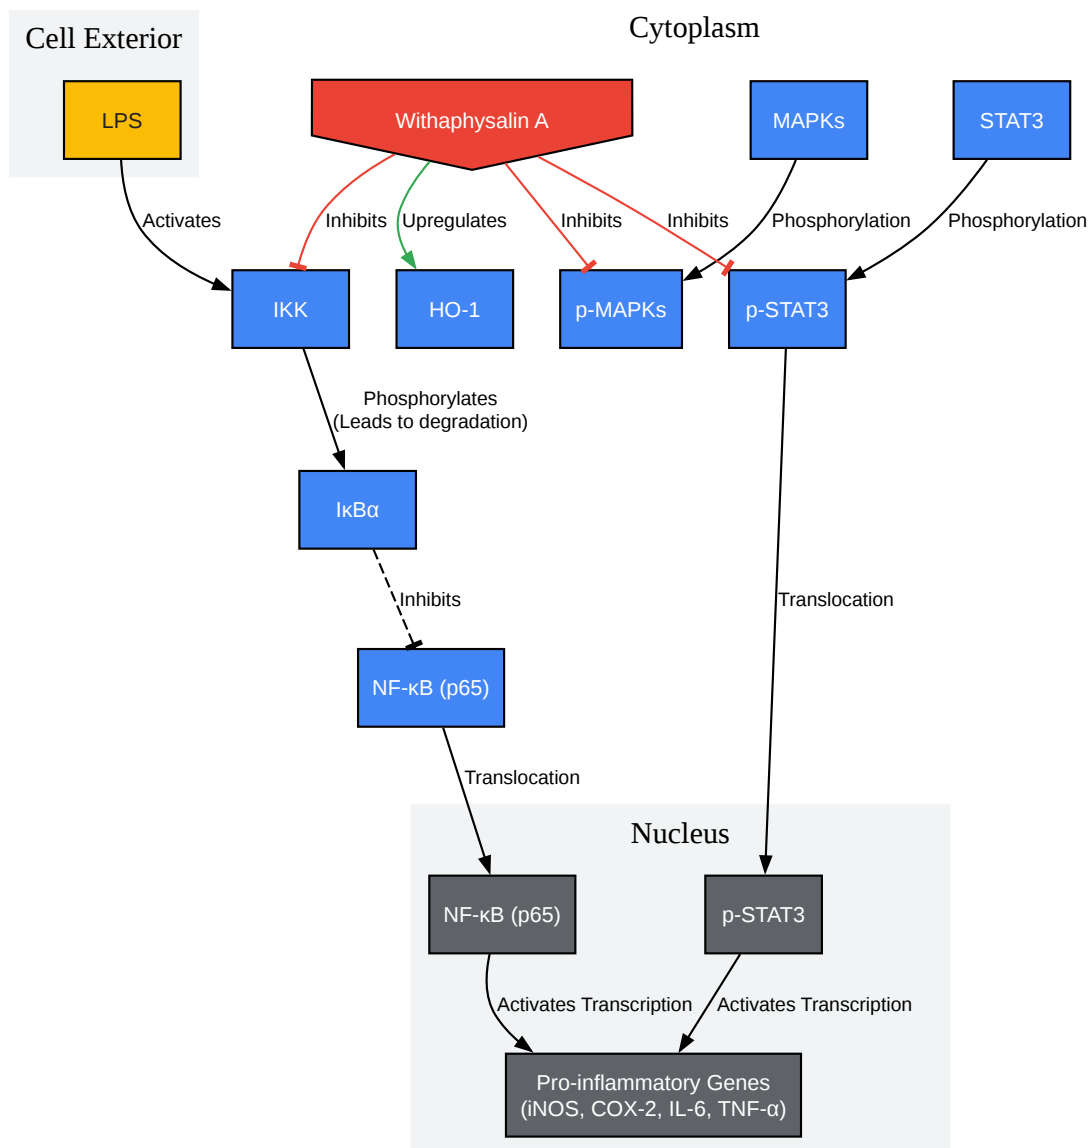 Cell Exterior
Cytoplasm
LPS
Withaphysalin A
MAPKs
STAT3
Activates
Inhibits
Upregulates
Inhibits
Inhibits
Phosphorylation
Phosphorylation
IKK
HO-1
p-MAPKs
p-STAT3
Phosphorylates
(Leads to degradation)
IκBα
Inhibits
Translocation
NF-κB (p65)
Translocation
Nucleus
NF-κB (p65)
p-STAT3
Activates Transcription
Activates Transcription
Pro-inflammatory Genes
(iNOS, COX-2, IL-6, TNF-α)